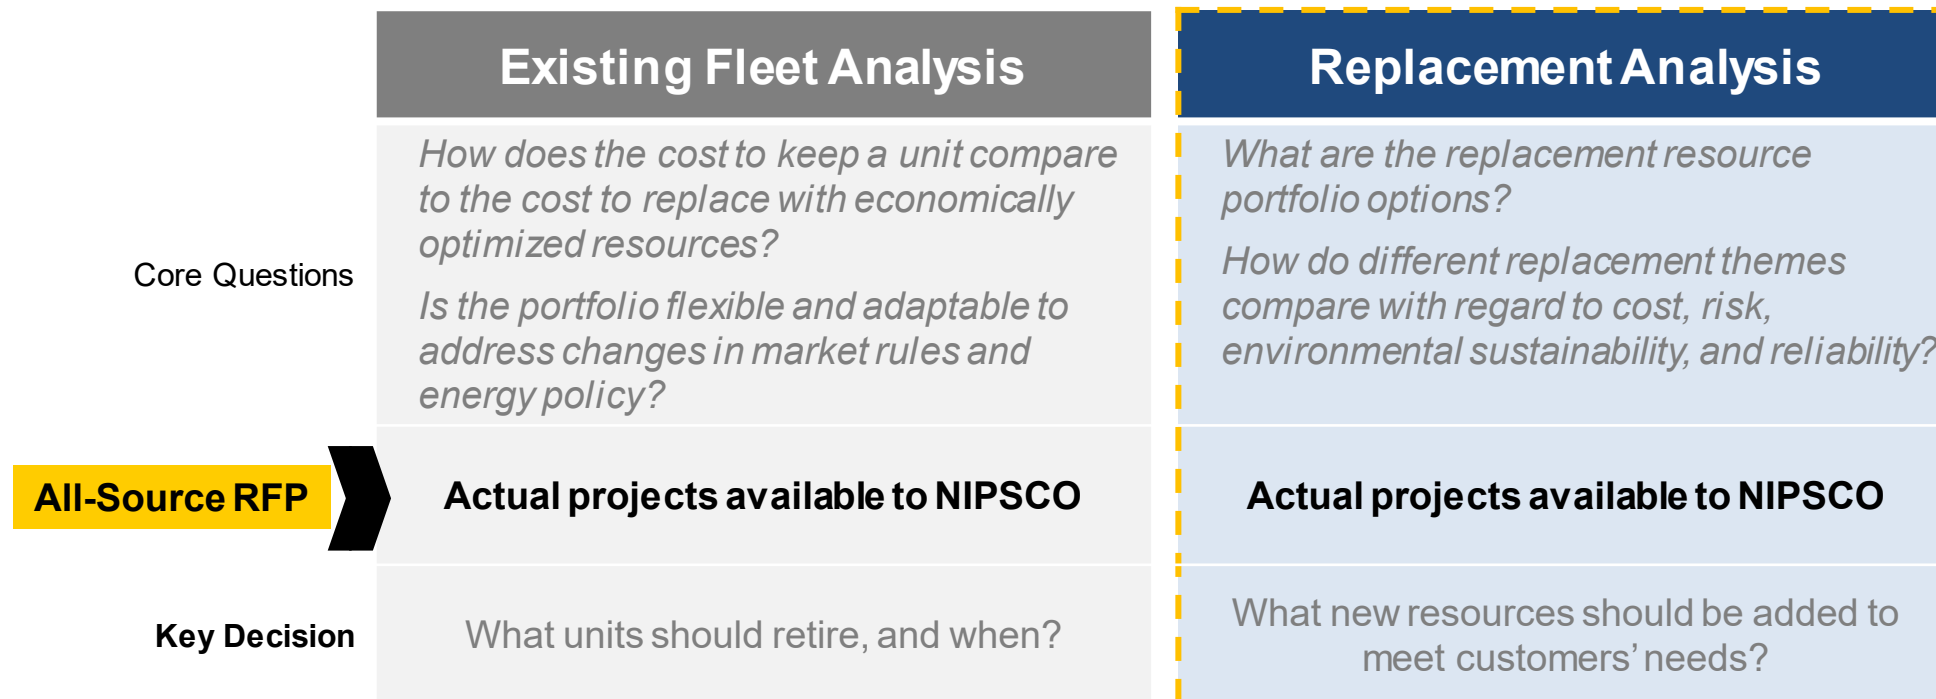 Existing Fleet Analysis
Replacement Analysis
Core Questions
How does the cost to keep a unit compare
to the cost to replace with economically
optimized resources?
Is the portfolio flexible and adaptable to
address changes in market rules and
energy policy?
What are the replacement resource
portfolio options?
How do different replacement themes
compare with regard to cost, risk,
environmental sustainability, and reliability?
All-Source RFP
Actual projects available to NIPSCO
Actual projects available to NIPSCO
Key Decision
What units should retire, and when?
What new resources should be added to
meet customers’ needs?